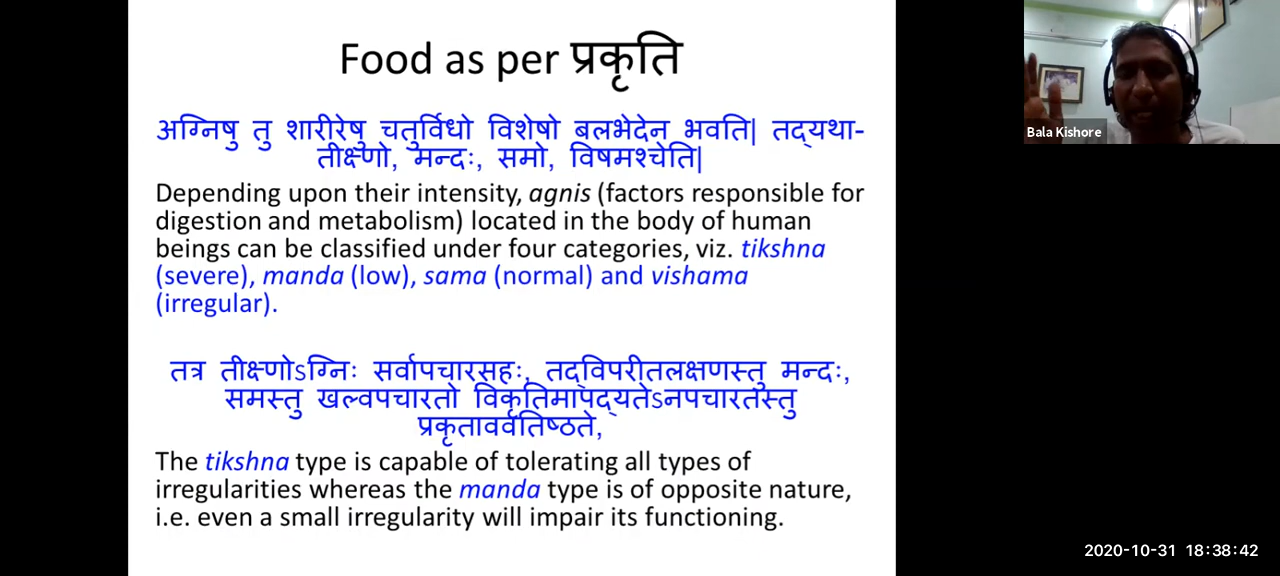 Food as per प्रकृति
अग्निषु तु शारीरेषु चतुर्विधो विशेषो बलभेदेन भवति| तद्यथा-
तीक्ष्णो, मन्दः, समो, विषमश्चेति|
Depending upon their intensity, agnis (factors responsible for
digestion and metabolism) located in the body of human
beings can be classified under four categories, viz. tikshna
(severe), manda (low), sama (normal) and vishama
(irregular).
तत्र तीक्ष्णोऽग्निः सर्वापचारसहः, तद्विपरीतलक्षणस्तु मन्दः,
समस्तु खल्वपचारतो विकृतिमापद्यतेऽनपचारतस्तु
प्रकृताववतिष्ठते,
The tikshna type is capable of tolerating all types of
irregularities whereas the manda type is of opposite nature,
i.e. even a small irregularity will impair its functioning.
Bala Kishore
2020-10-31 18:38:42